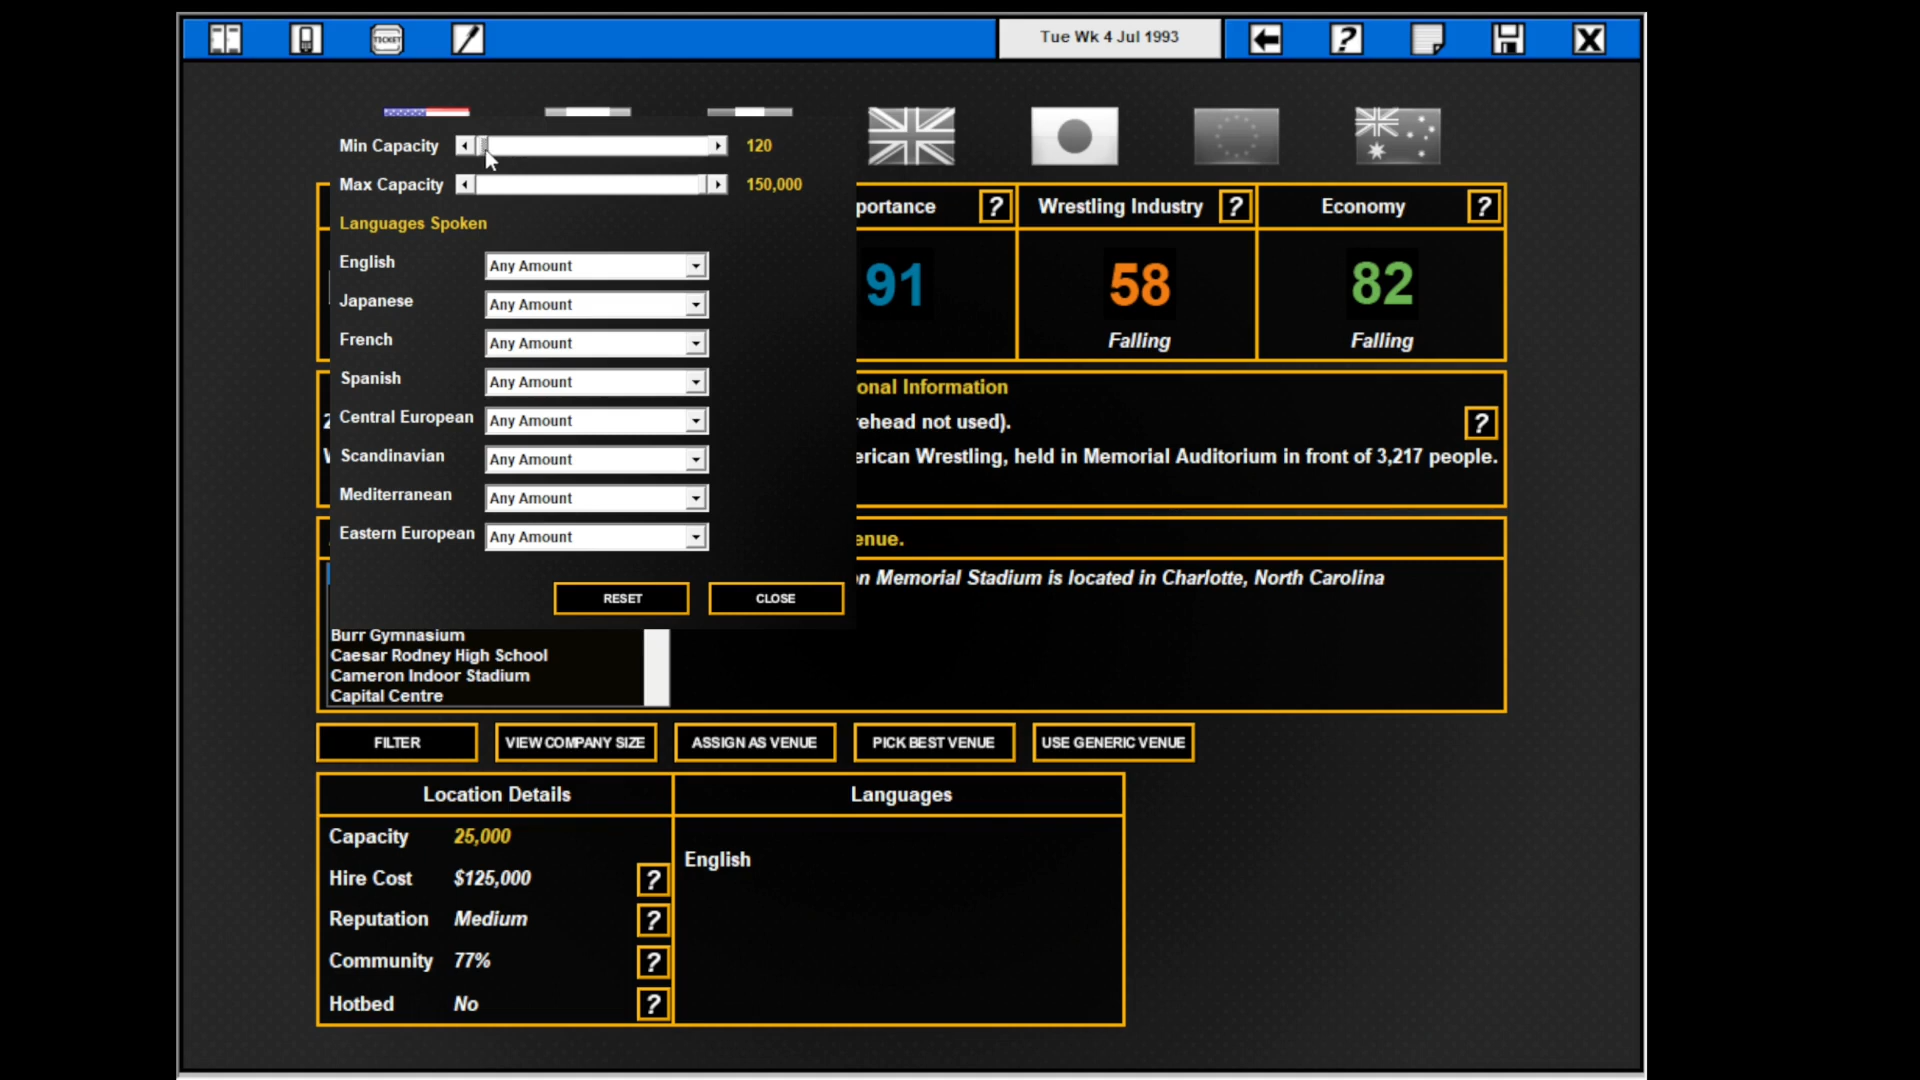 TICKET
Tue Wk 4 Jul 1993
?
Min Capacity
120
Max Capacity
150,000
Languages Spoken
English
Any Amount
Japanese
Any Amount
French
Any Amount
Spanish
Any Amount
Central European
Any Amount
Scandinavian
Any Amount
Mediterranean
Any Amount
Eastern European
Any Amount
RESET
CLOSE
portance
?
91
Wrestling Industry
?
58
Falling
Economy
?
82
Falling
onal Information
ehead not used).
?
erican Wrestling, held in Memorial Auditorium in front of 3,217 people.
enue.
n Memorial Stadium is located in Charlotte, North Carolina
Burr Gymnasium
Caesar Rodney High School
Cameron Indoor Stadium
Capital Centre
FILTER
VIEW COMPANY SIZE
ASSIGN AS VENUE
PICK BEST VENUE
USE GENERIC VENUE
Location Details
Capacity 25,000
Hire Cost $125,000 ?
Reputation Medium ?
Community 77% ?
Hotbed No ?
Languages
English